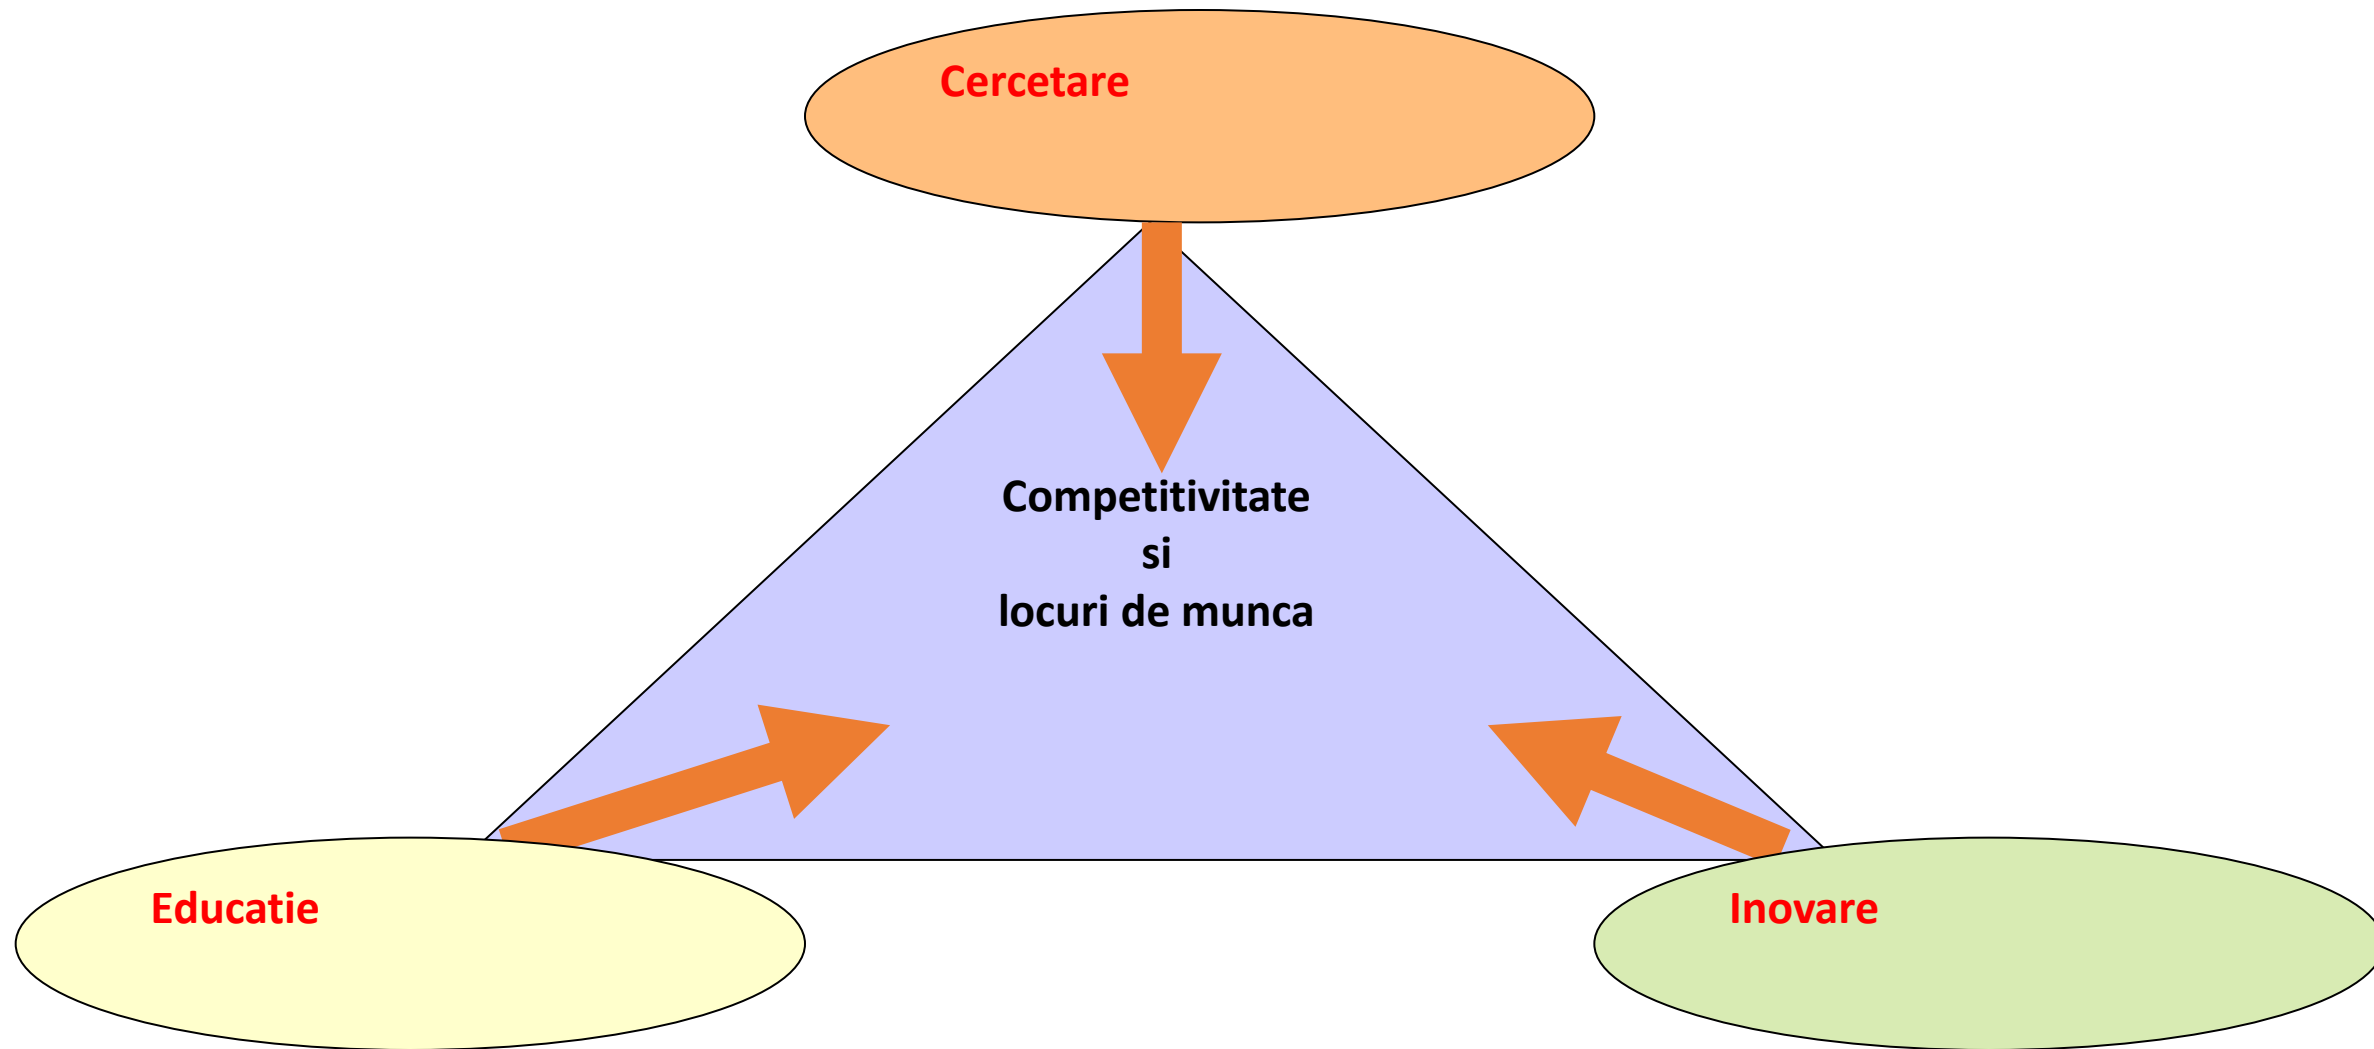 Cercetare
Competitivitate
si
locuri de munca
Educatie
Inovare